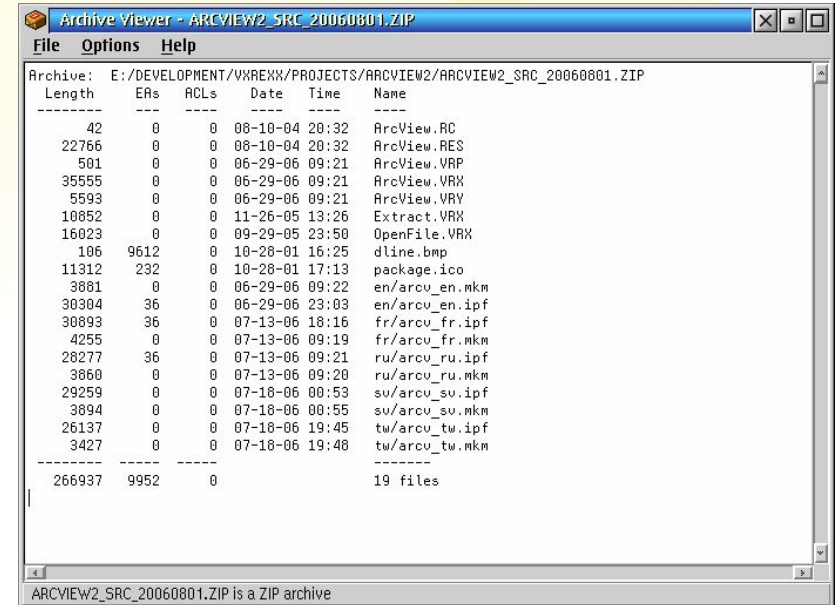 Archive Viewer - ARCVIEW2_SRC_20060801.ZIP
File Options Help
Archive: E:/DEVELOPMENT/VXREXX/PROJECTS/ARCVIEW2/ARCVIEW2_SRC_20060801.ZIP
Length EAs ACLs Date Time Name
-------- --- ---- ---- ---- ----
42 0 0 08-10-04 20:32 ArcView.RC
22766 0 0 08-10-04 20:32 ArcView.RES
501 0 0 06-29-06 09:21 ArcView.VRP
35555 0 0 06-29-06 09:21 ArcView.VRX
5593 0 0 06-29-06 09:21 ArcView.VRY
10852 0 0 11-26-05 13:26 Extract.VRX
16023 0 0 09-29-05 23:50 OpenFile.VRX
106 9612 0 10-28-01 16:25 dline.bmp
11312 232 0 10-28-01 17:13 package.ico
3881 0 0 06-29-06 09:22 en/arcv_en.mkm
30304 36 0 06-29-06 23:03 en/arcv_en.ipf
30893 36 0 07-13-06 18:16 fr/arcv_fr.ipf
4255 0 0 07-13-06 09:19 fr/arcv_fr.mkm
28277 36 0 07-13-06 09:21 ru/arcv_ru.ipf
3860 0 0 07-13-06 09:20 ru/arcv_ru.mkm
29259 0 0 07-18-06 00:53 sv/arcv_sv.ipf
3894 0 0 07-18-06 00:55 sv/arcv_sv.mkm
26137 0 0 07-18-06 19:45 tw/arcv_tw.ipf
3427 0 0 07-18-06 19:48 tw/arcv_tw.mkm
-------- ----- ----- -------
266937 9952 0 19 files
ARCVIEW2_SRC_20060801.ZIP is a ZIP archive